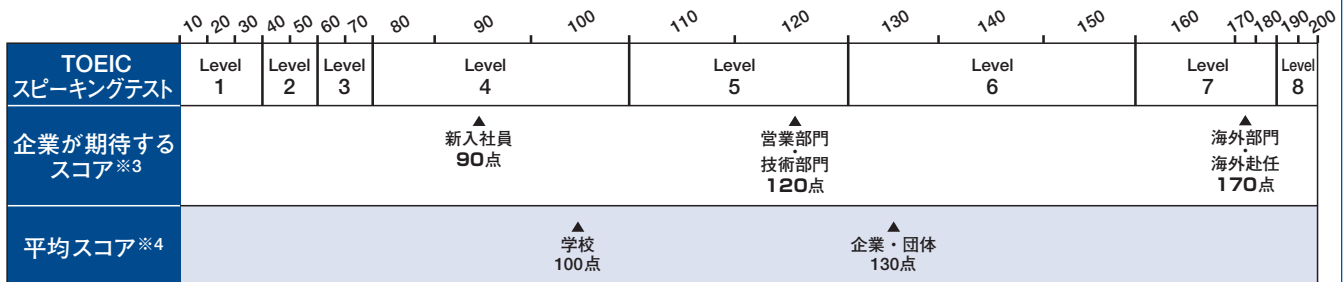 10 20 30 40 50 60 70 80 90 100 110 120 130 140 150 160 170 180 190 200
TOEIC
スピーキングテスト
Level
1
Level
2
Level
3
Level
4
Level
5
Level
6
Level
7
Level
8
企業が期待する
スコア※3
▲
新入社員
90点
▲
営業部門
・
技術部門
120点
▲
海外部門
・
海外赴任
170点
平均スコア※4
▲
学校
100点
▲
企業・団体
130点